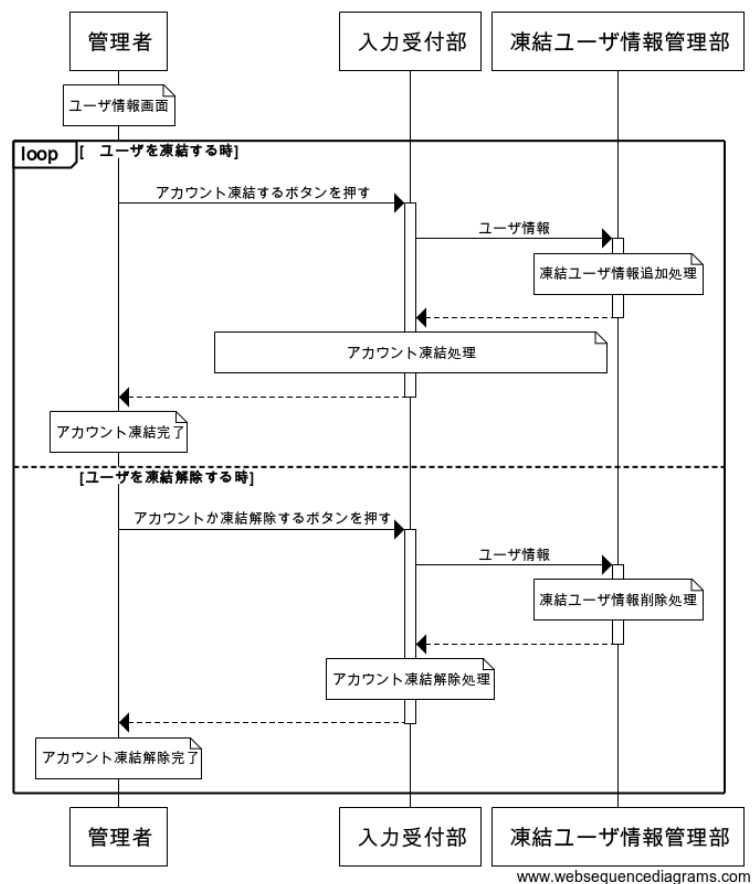 管理者 入力受付部 凍結ユーザ情報管理部
ユーザ情報画面
loop [ ユーザを凍結する時]
アカウント凍結するボタンを押す
ユーザ情報
凍結ユーザ情報追加処理
アカウント凍結処理
アカウント凍結完了
[ユーザを凍結解除する時]
アカウントか凍結解除するボタンを押す
ユーザ情報
凍結ユーザ情報削除処理
アカウント凍結解除処理
アカウント凍結解除完了
管理者 入力受付部 凍結ユーザ情報管理部
www.websequencediagrams.com